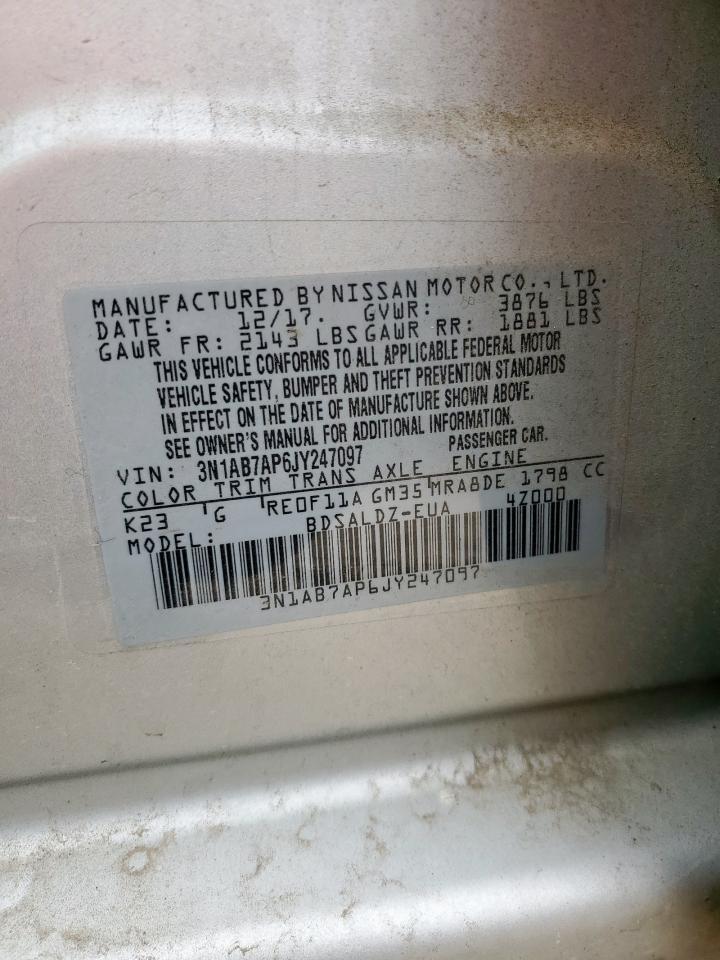 MANUFACTURED BY NISSAN MOTOR CO., LTD.
DATE: 12/17. GVWR: 3876 LBS
GAWR FR: 2143 LBS GAWR RR: 1881 LBS
THIS VEHICLE CONFORMS TO ALL APPLICABLE FEDERAL MOTOR
VEHICLE SAFETY, BUMPER AND THEFT PREVENTION STANDARDS
IN EFFECT ON THE DATE OF MANUFACTURE SHOWN ABOVE.
SEE OWNER'S MANUAL FOR ADDITIONAL INFORMATION.
VIN: 3N1AB7AP6JY247097 PASSENGER CAR.
COLOR TRIM TRANS AXLE ENGINE
K23 G RE0F11A GM35 MRA8DE 1798 CC
MODEL: BDSALDZ-EUA 4Z000
3N1AB7AP6JY247097